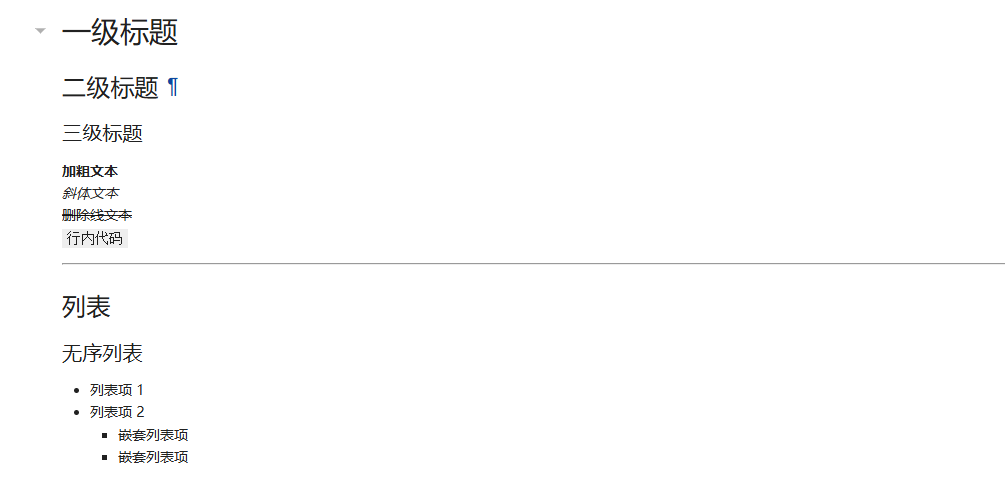 一级标题
二级标题 ¶
三级标题
加粗文本
斜体文本
删除线文本
行内代码
列表
无序列表
列表项 1
列表项 2
嵌套列表项
嵌套列表项